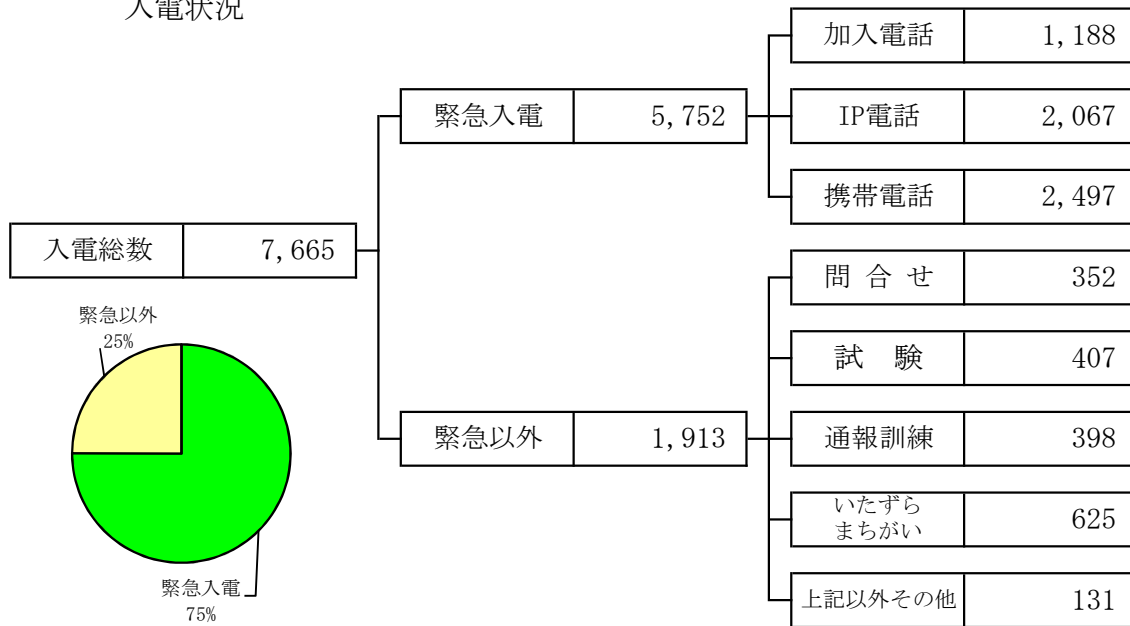 入電状況
入電総数 7,665
緊急入電 5,752
加入電話 1,188
IP電話 2,067
携帯電話 2,497
緊急以外 1,913
問合せ 352
試験 407
通報訓練 398
いたずら
まちがい 625
上記以外その他 131
緊急以外
25%
緊急入電
75%